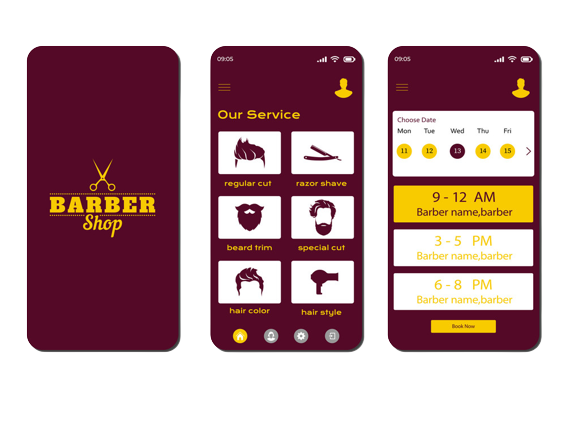 BARBER
Shop
09:05
Our Service
regular cut
razor shave
beard trim
special cut
hair color
hair style
09:05
Choose Date
Mon Tue Wed Thu Fri
11 12 13 14 15
9 - 12 AM
Barber name,barber
3 - 5 PM
Barber name,barber
6 - 8 PM
Barber name,barber
Book Now